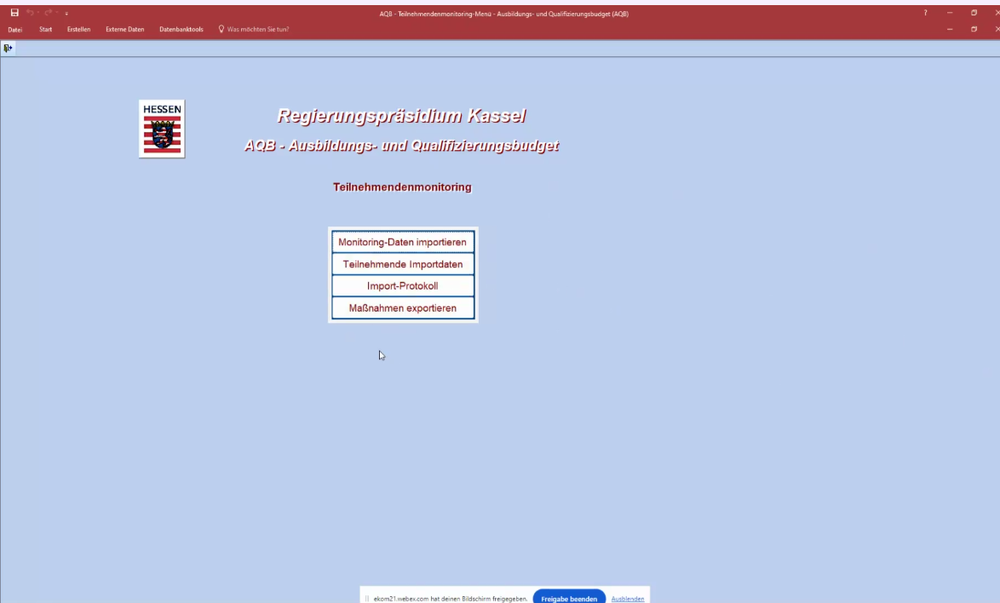 AQB - Teilnehmendenmonitoring-Menü - Ausbildungs- und Qualifizierungsbudget (AQB)
?
Datei Start Erstellen Externe Daten Datenbanktools Was möchten Sie tun?
HESSEN
Regierungspräsidium Kassel
AQB - Ausbildungs- und Qualifizierungsbudget
Teilnehmendenmonitoring
Monitoring-Daten importieren
Teilnehmende Importdaten
Import-Protokoll
Maßnahmen exportieren
ekom21.webex.com hat deinen Bildschirm freigegeben. Freigabe beenden Ausblenden